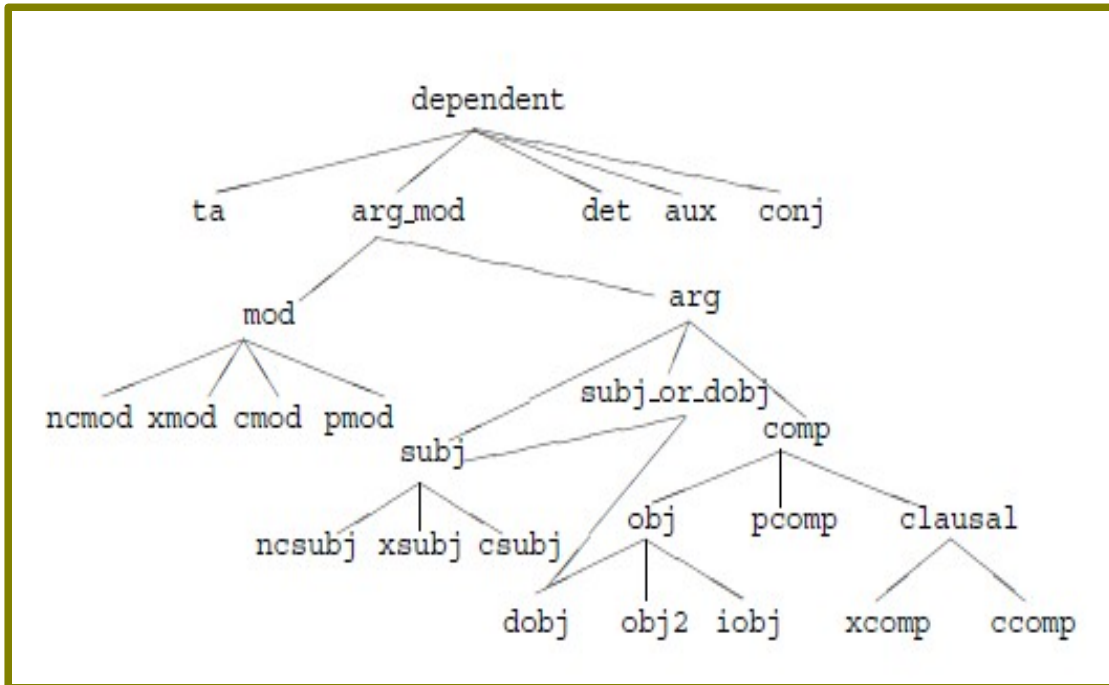 dependent
ta arg_mod det aux conj
mod arg
ncmod xmod cmod pmod subj_or_dobj
subj comp
ncsubj xsubj csubj obj pcomp clausal
dobj obj2 iobj xcomp ccomp